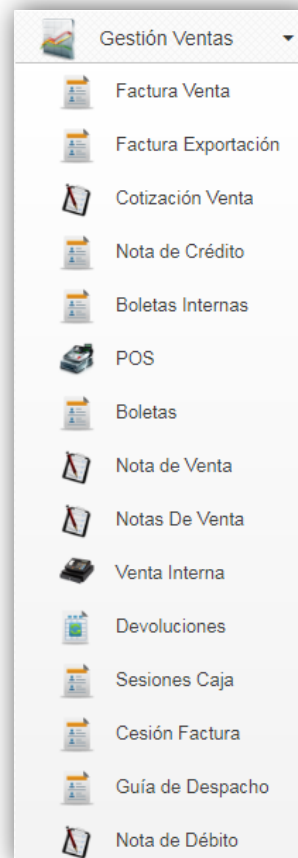 Gestión Ventas
Factura Venta
Factura Exportación
Cotización Venta
Nota de Crédito
Boletas Internas
POS
Boletas
Nota de Venta
Notas De Venta
Venta Interna
Devoluciones
Sesiones Caja
Cesión Factura
Guía de Despacho
Nota de Débito